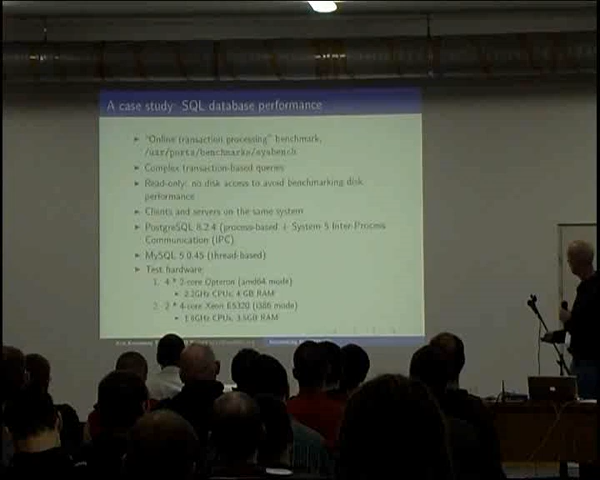 A case study: SQL database performance
► "Online transaction processing" benchmark,
/usr/ports/benchmarks/sysbench
► Complex transaction-based queries
► Read-only: no disk access to avoid benchmarking disk
performance
► Clients and servers on the same system
► PostgreSQL 8.2.4 (process-based + System 5 Inter-Process
Communication (IPC)
► MySQL 5.0.45 (thread-based)
► Test hardware:
1. 4 * 2-core Opteron (amd64 mode)
► 2.2GHz CPUs, 4 GB RAM
2. 2 * 4-core Xeon E5320 (i386 mode)
► 1.8GHz CPUs, 3.5GB RAM